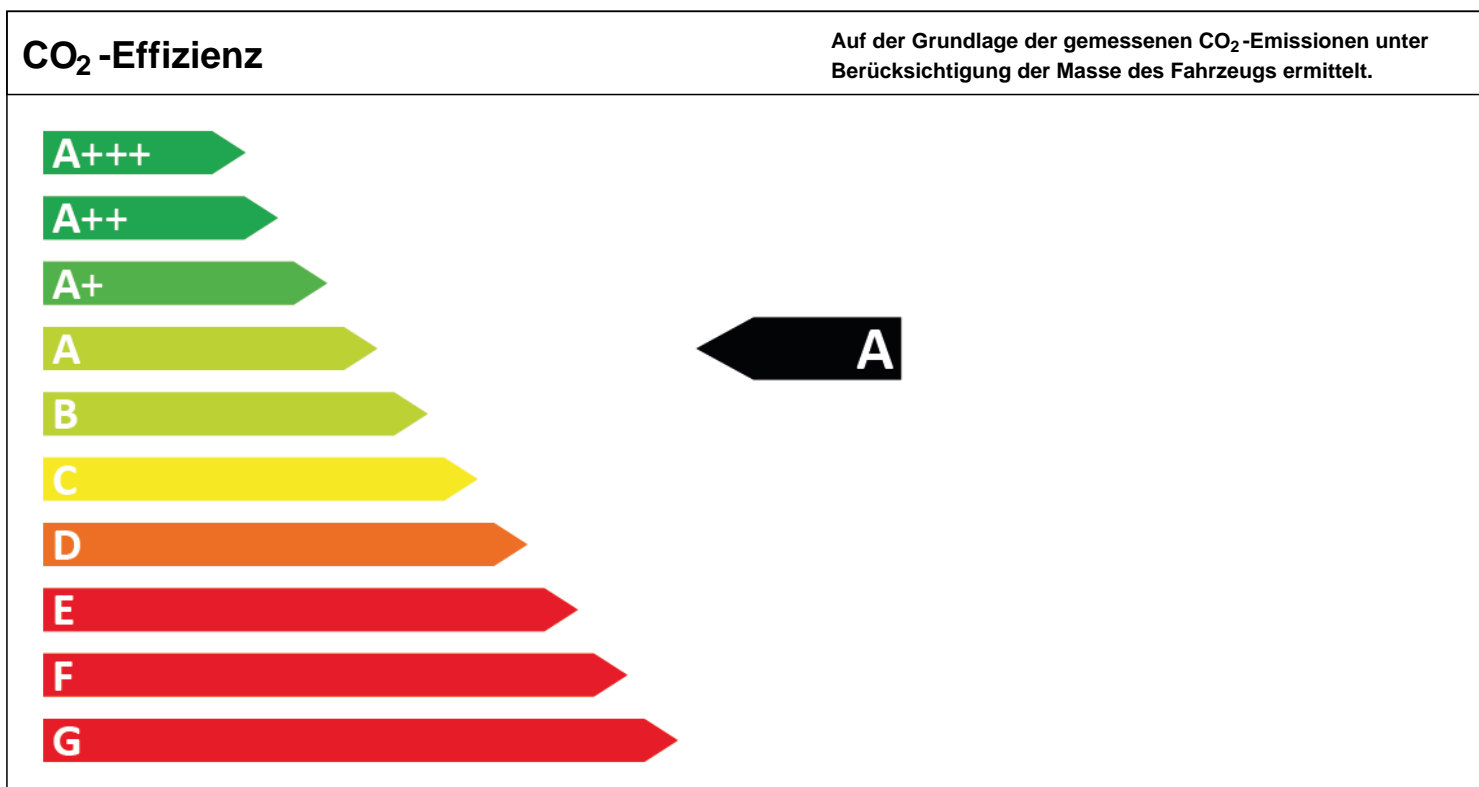 CO₂-Effizienz
Auf der Grundlage der gemessenen CO₂-Emissionen unter
Berücksichtigung der Masse des Fahrzeugs ermittelt.
A+++
A++
A+
A
A
B
C
D
E
F
G